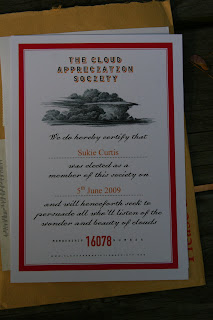 THE CLOUD
APPRECIATION
SOCIETY
We do hereby certify that
Sukie Curtis
was elected as a
member of this society on
3rd June 2009
and will henceforth seek to
persuade all who'll listen of the
wonder and beauty of clouds
MEMBERSHIP 16078 NUMBER